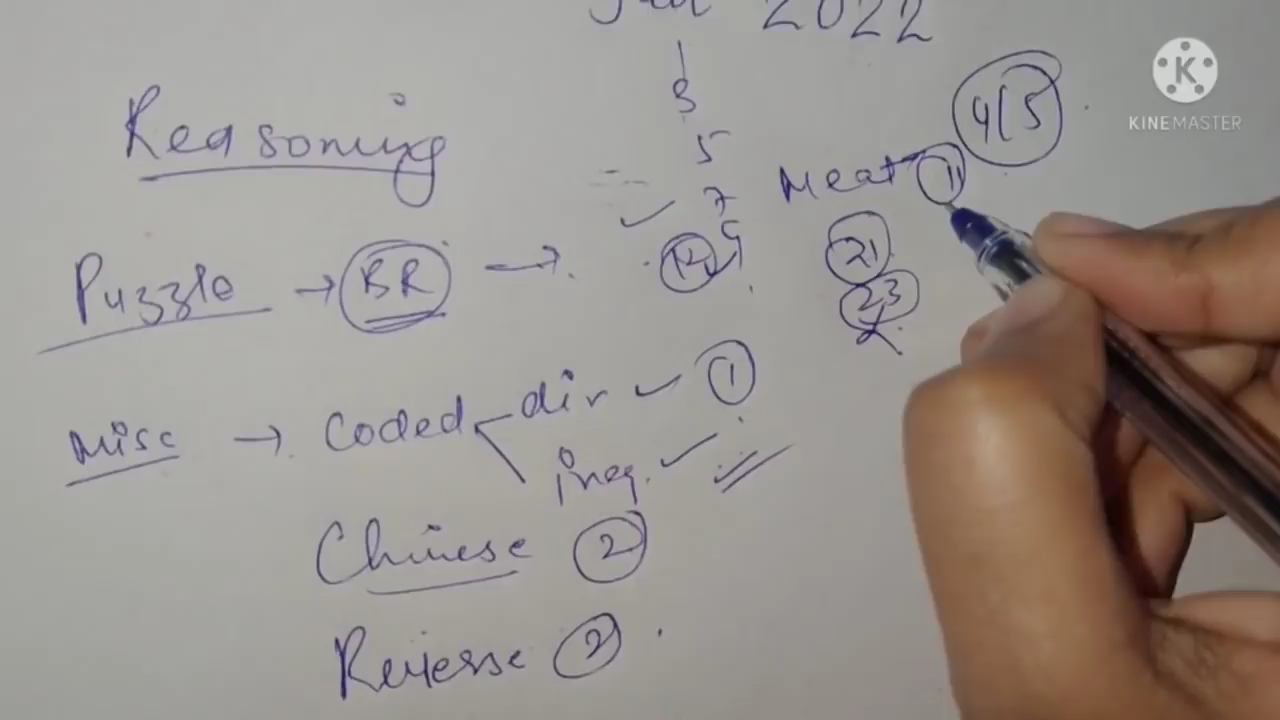 2022
Reasoning
3
5
7
Meat 11
4/5
21
23
Puzzle → BR →
12
Misc → Coded dir ✓ 1
ineq. ✓
Chinese 2
Reverse 2
K
KINEMASTER